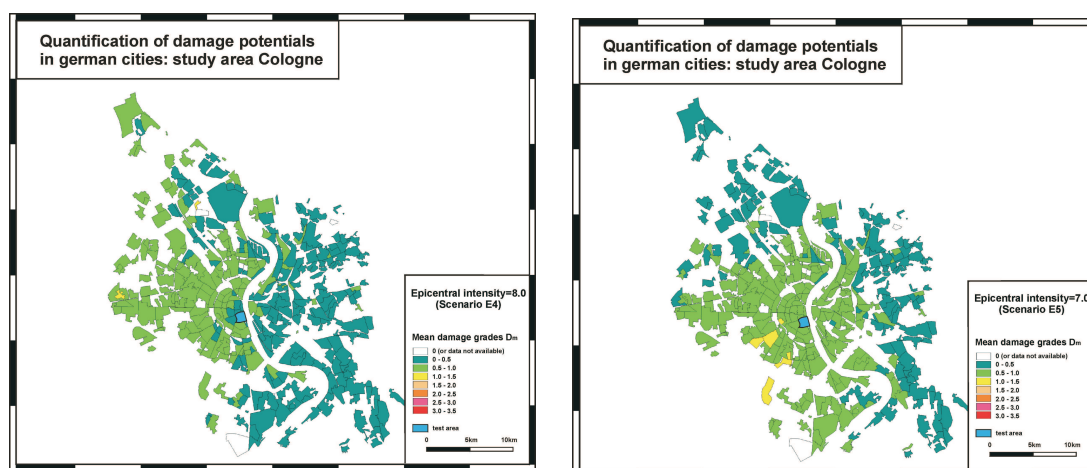 Quantification of damage potentials
in german cities: study area Cologne
Epicentral intensity=8.0
(Scenario E4)
Mean damage grades Dm
0 (or data not available)
0 - 0.5
0.5 - 1.0
1.0 - 1.5
1.5 - 2.0
2.0 - 2.5
2.5 - 3.0
3.0 - 3.5
test area
0 5km 10km
Quantification of damage potentials
in german cities: study area Cologne
Epicentral intensity=7.0
(Scenario E5)
Mean damage grades Dm
0 (or data not available)
0 - 0.5
0.5 - 1.0
1.0 - 1.5
1.5 - 2.0
2.0 - 2.5
2.5 - 3.0
3.0 - 3.5
test area
0 5km 10km